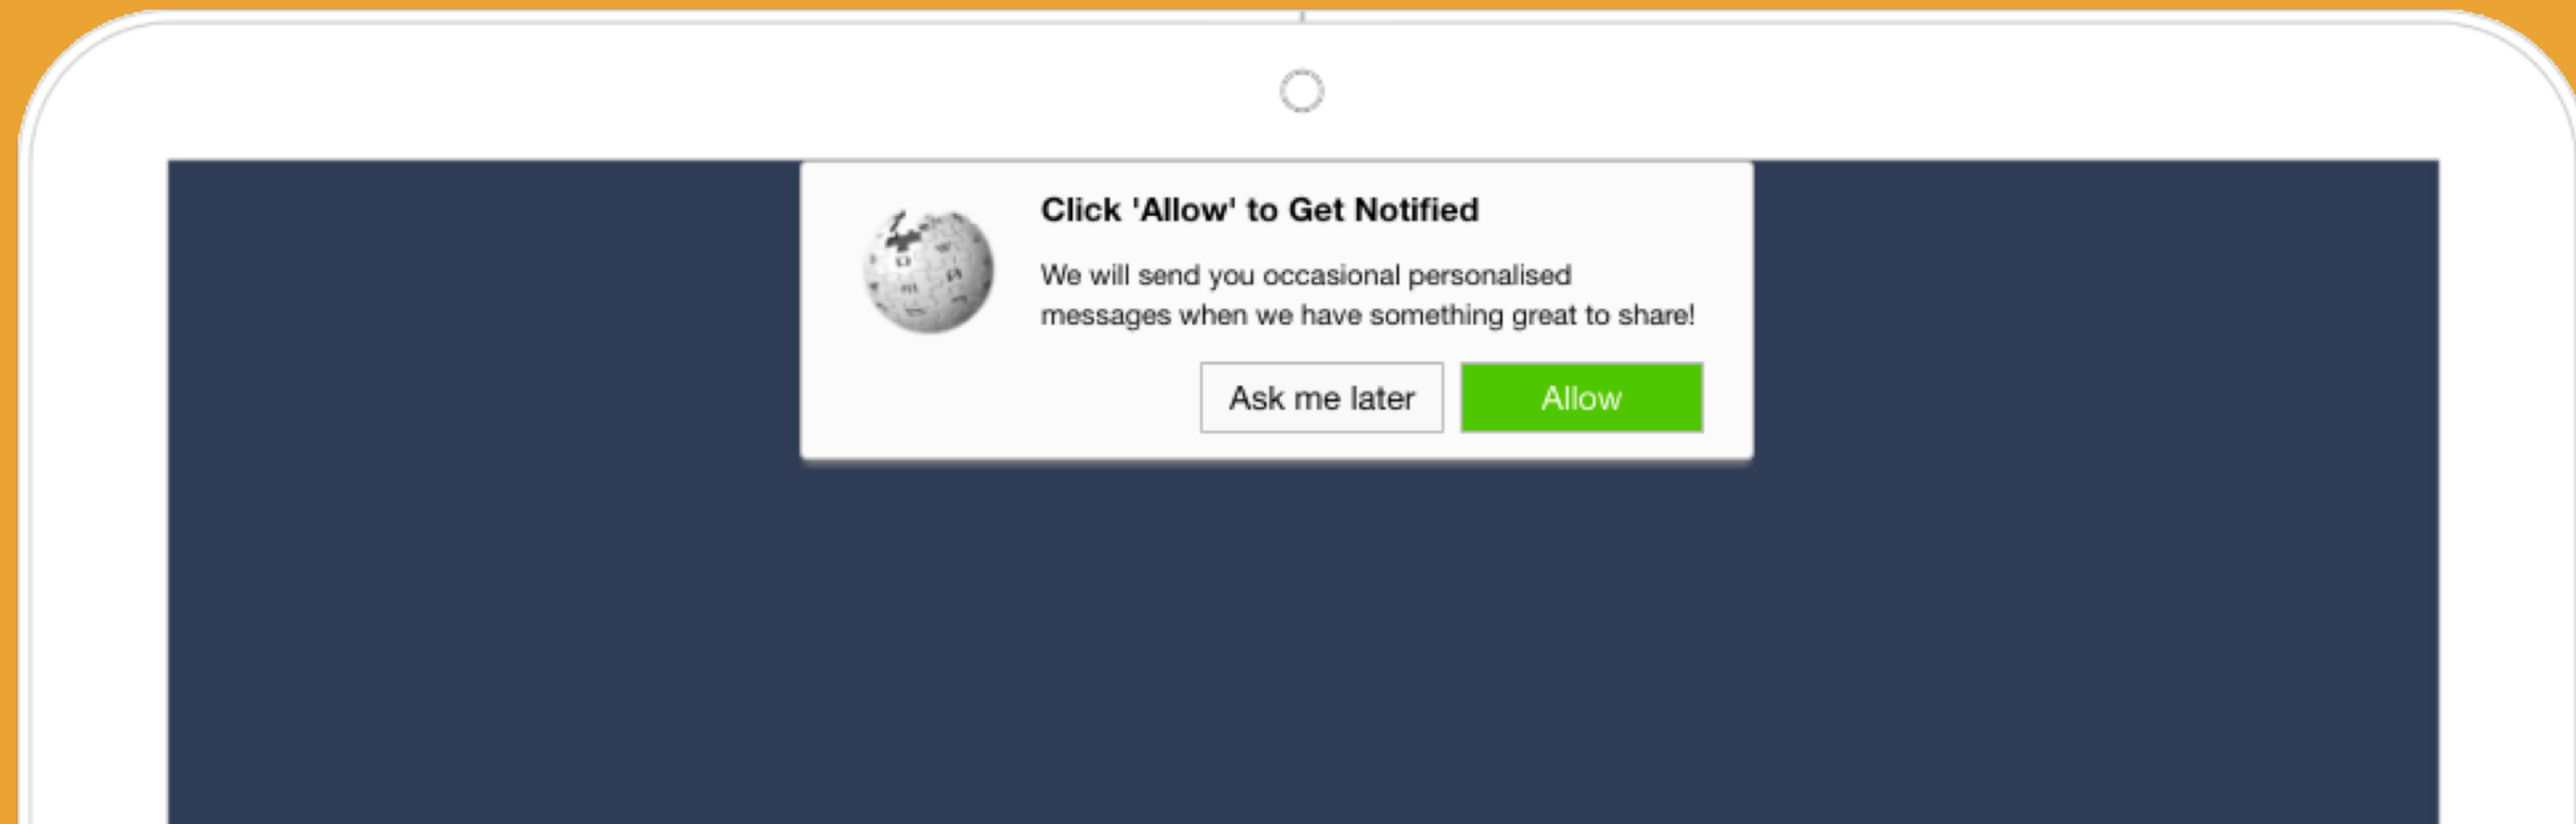 Click 'Allow' to Get Notified
We will send you occasional personalised
messages when we have something great to share!
Ask me later
Allow